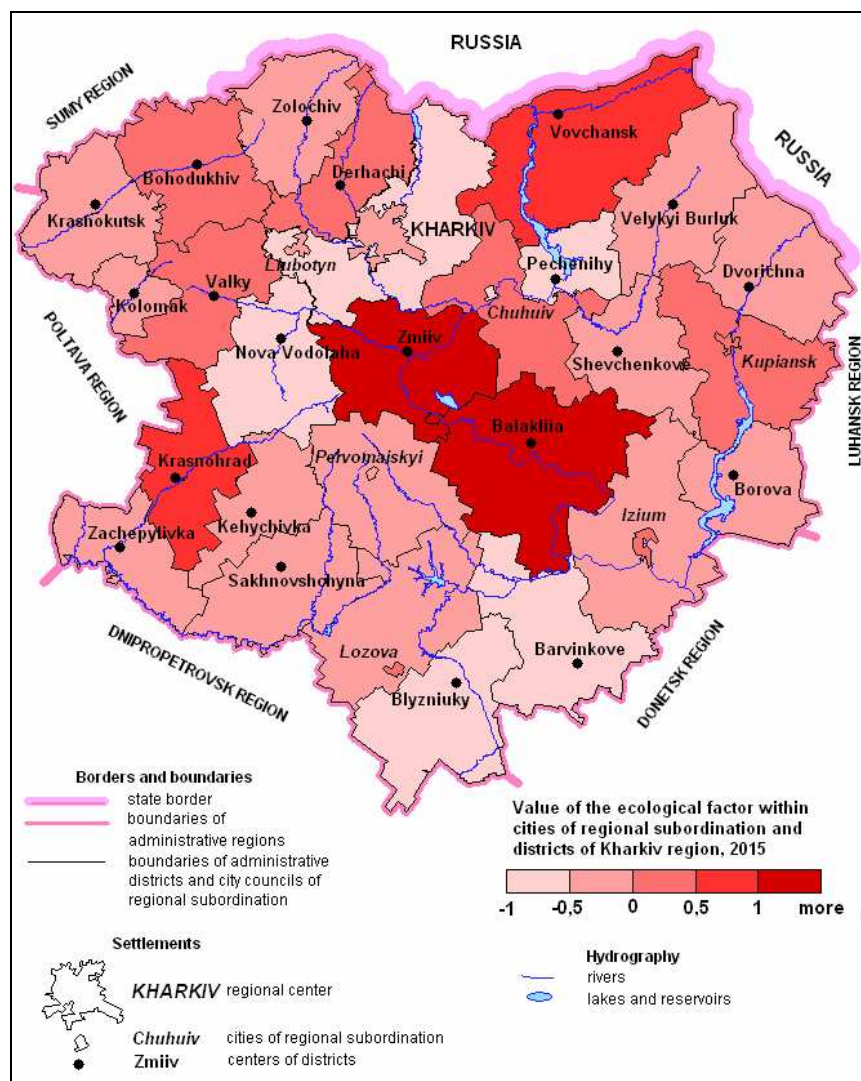 RUSSIA
SUMY REGION
Zolochiv
Vovchansk
Bohodukhiv
Derhachi
RUSSIA
Krasnokutsk
KHARKIV
Velykyi Burluk
Liubotyn
Pechenihy
Dvorichna
Valky
Kolomak
Chuhuiv
POLTAVA REGION
Zmiiv
Nova Vodolaha
Shevchenkove
Kupiansk
LUHANSK REGION
Balakliia
Krasnohrad
Pervomajskyi
Borova
Izium
Kehychivka
Zachepylivka
Sakhnovshchyna
DNIPROPETROVSK REGION
Lozova
Barvinkove
DONETSK REGION
Blyzniuky
Borders and boundaries
state border
boundaries of
administrative regions
boundaries of administrative
districts and city councils of
regional subordination
Value of the ecological factor within
cities of regional subordination and
districts of Kharkiv region, 2015
-1 -0,5 0 0,5 1 more
Settlements
KHARKIV regional center
Chuhuiv cities of regional subordination
Zmiiv centers of districts
Hydrography
rivers
lakes and reservoirs